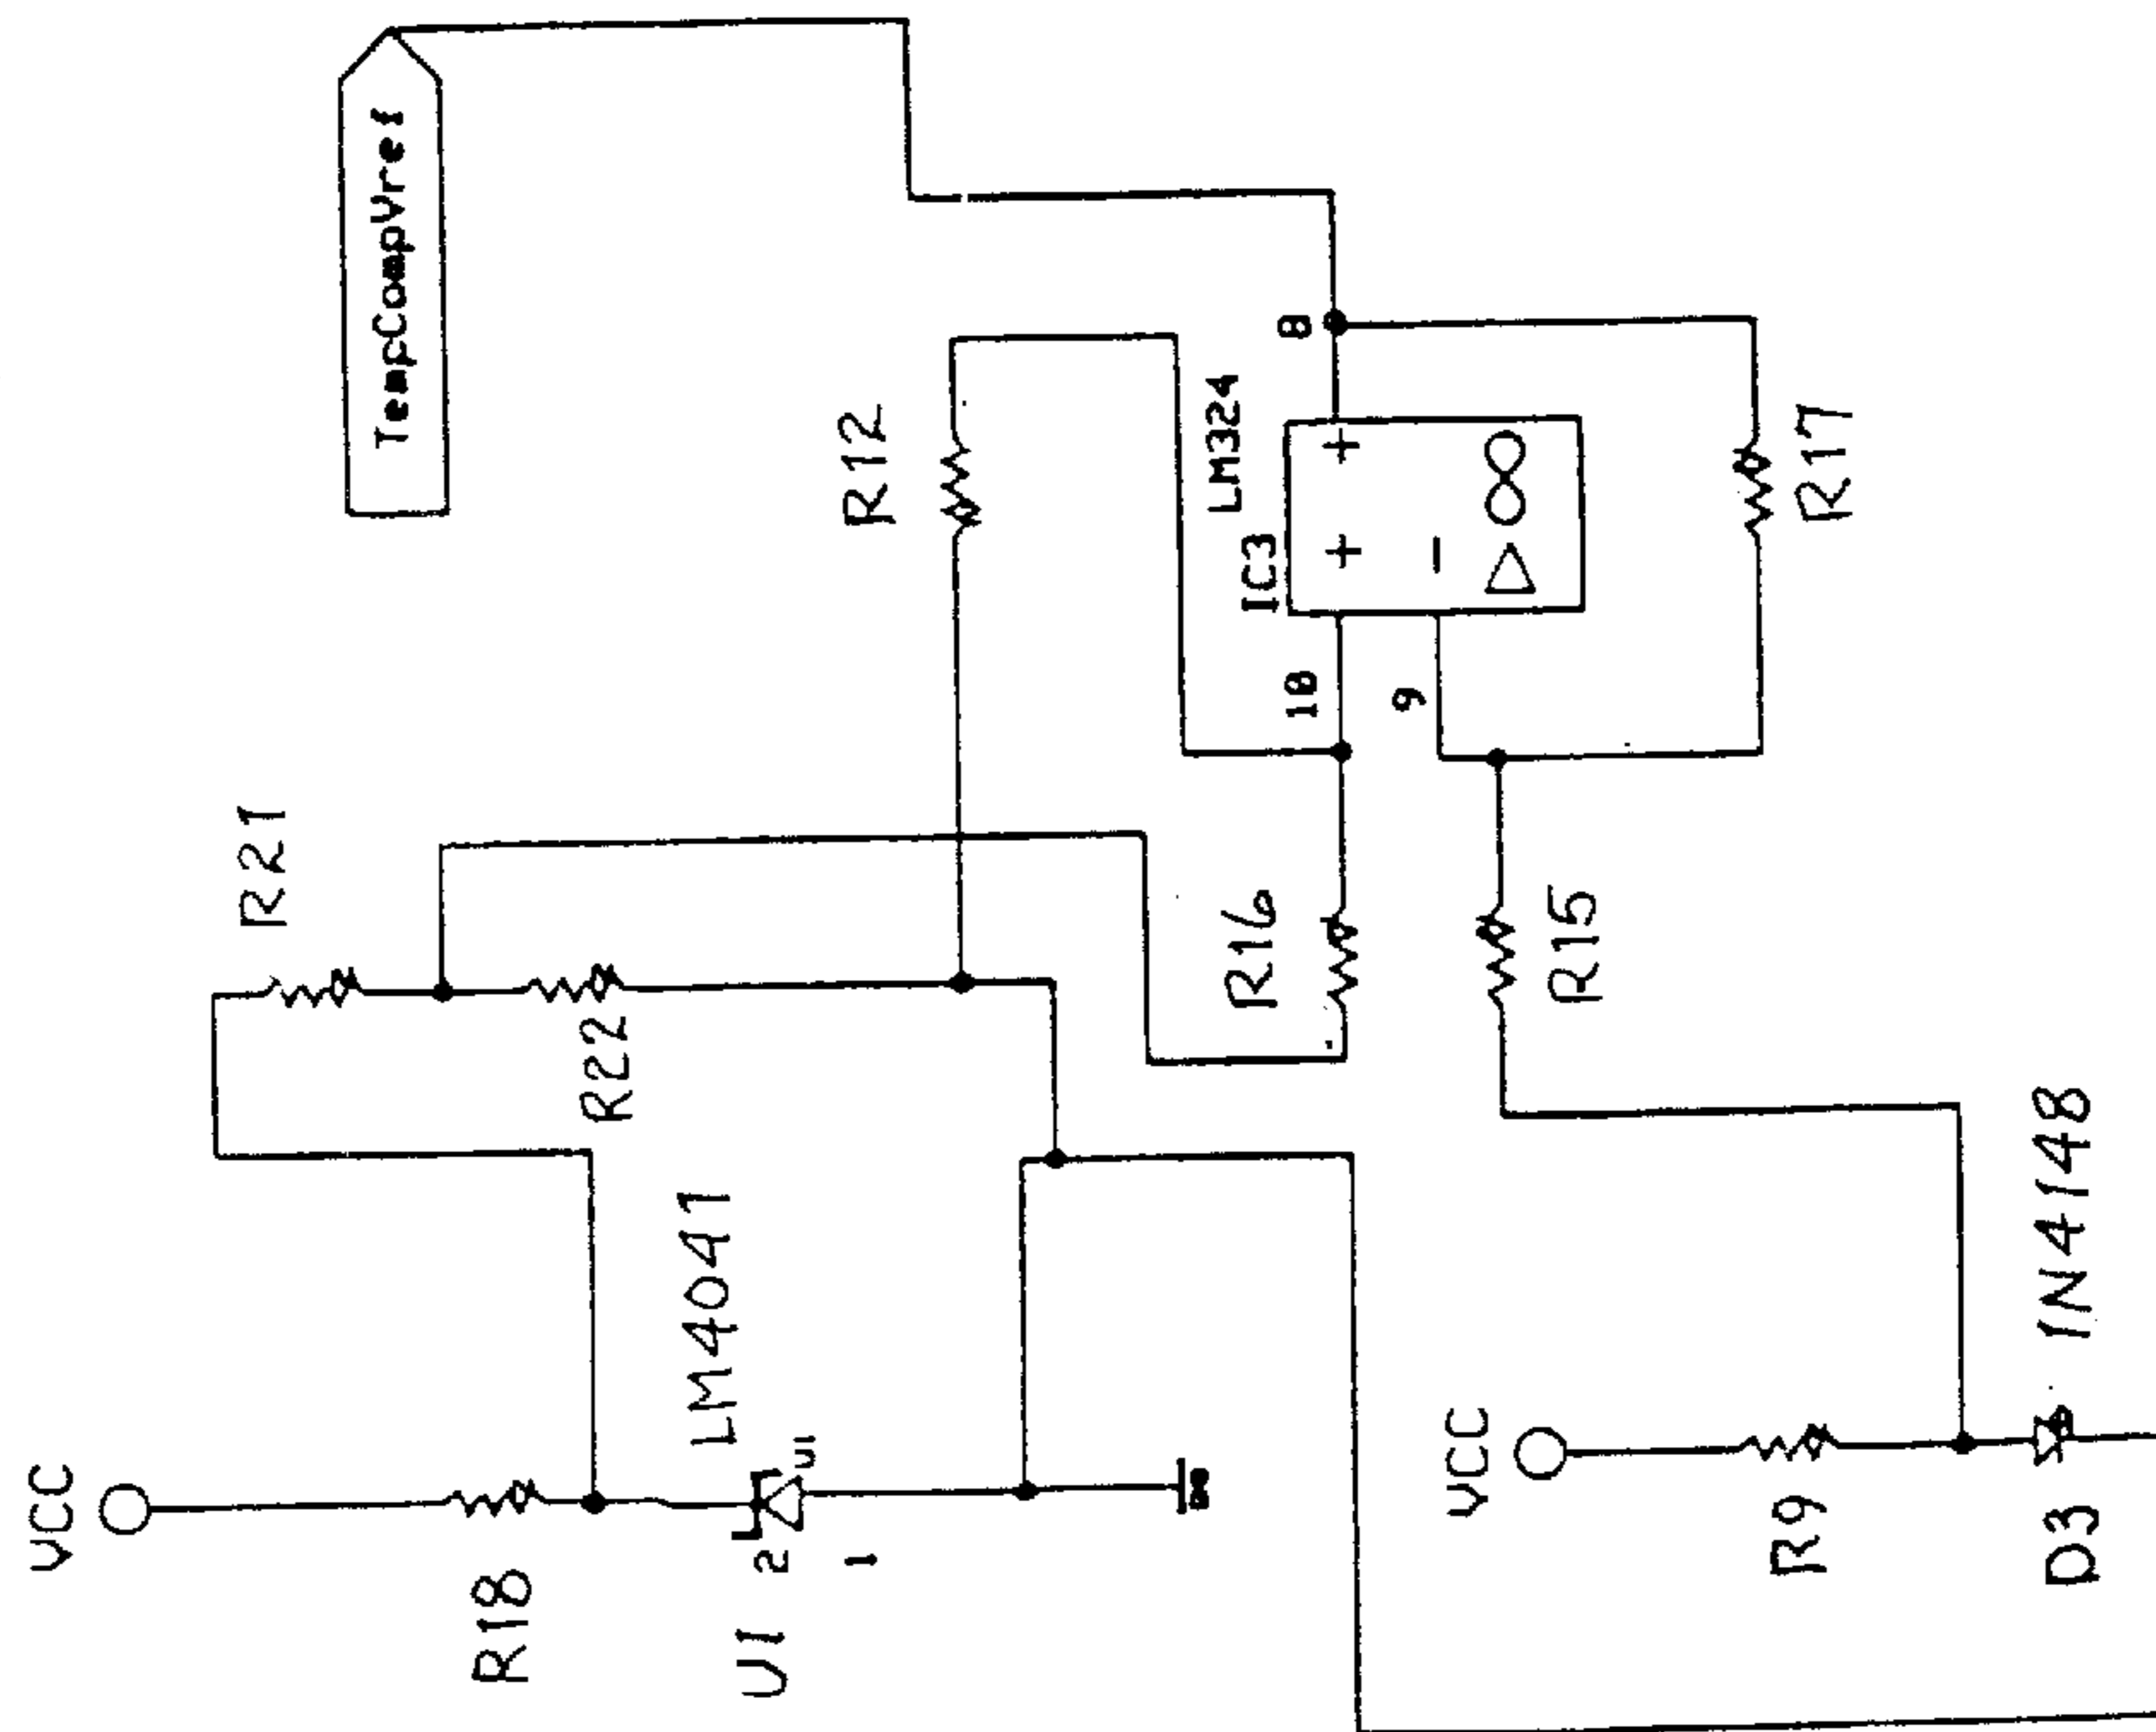 TempCompVref
R12
LM324
IC3
8
10
9
R17
R21
R22
R16
R15
VCC
R18
LM4041
U1
2
1
U1
VCC
R9
D3
1N4148